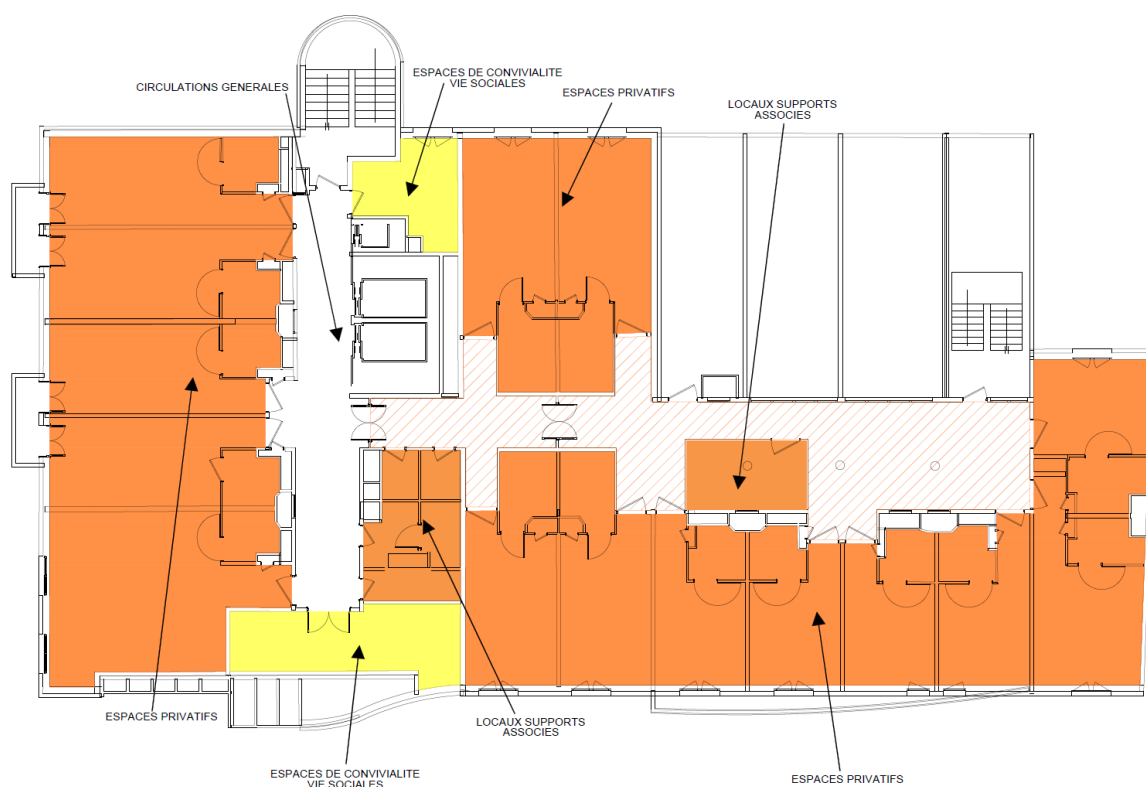 ESPACES DE CONVIVIALITE
VIE SOCIALES
CIRCULATIONS GENERALES
ESPACES PRIVATIFS
LOCAUX SUPPORTS
ASSOCIES
ESPACES PRIVATIFS
LOCAUX SUPPORTS
ASSOCIES
ESPACES DE CONVIVIALITE
VIE SOCIALES
ESPACES PRIVATIFS